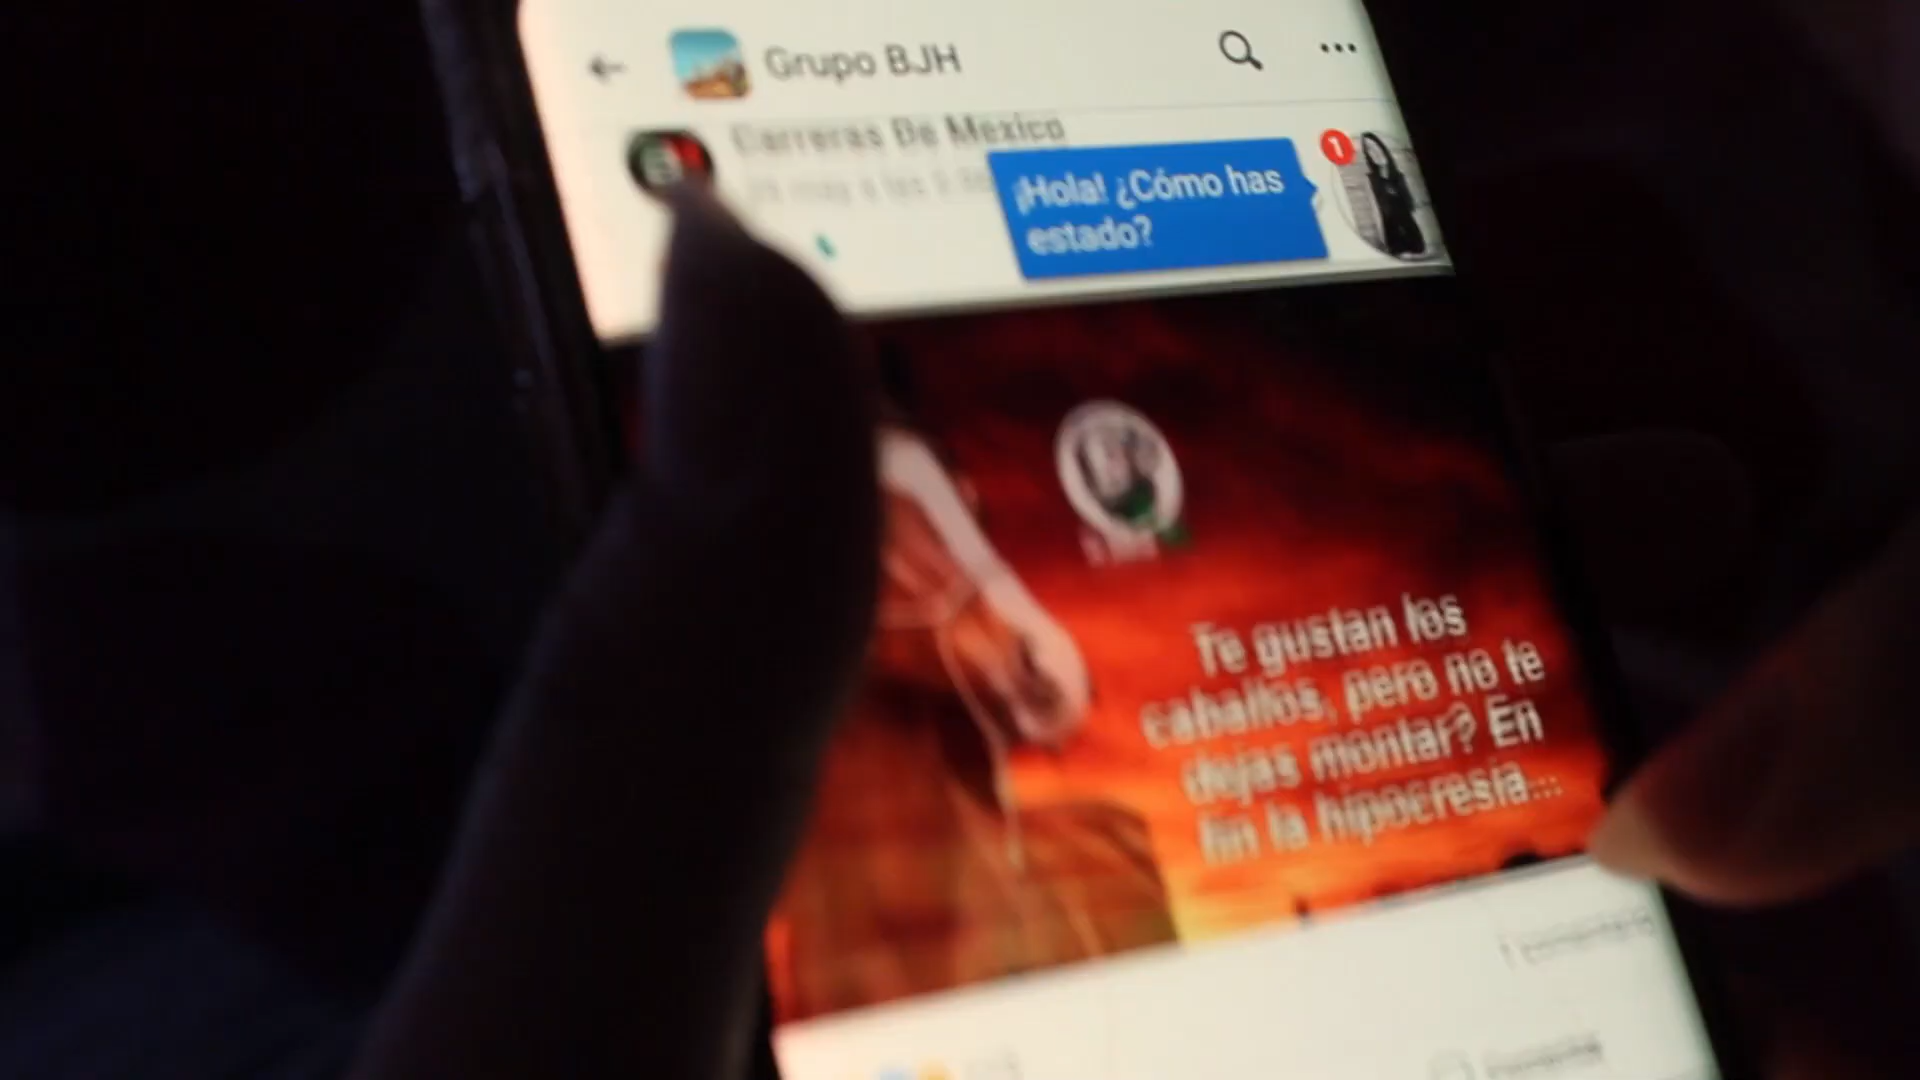 Grupo BJH
Carreras De Mexico
1
¡Hola! ¿Cómo has
estado?
Te gustan los
caballos, pero no te
dejas montar? En
fin la hipocresía...